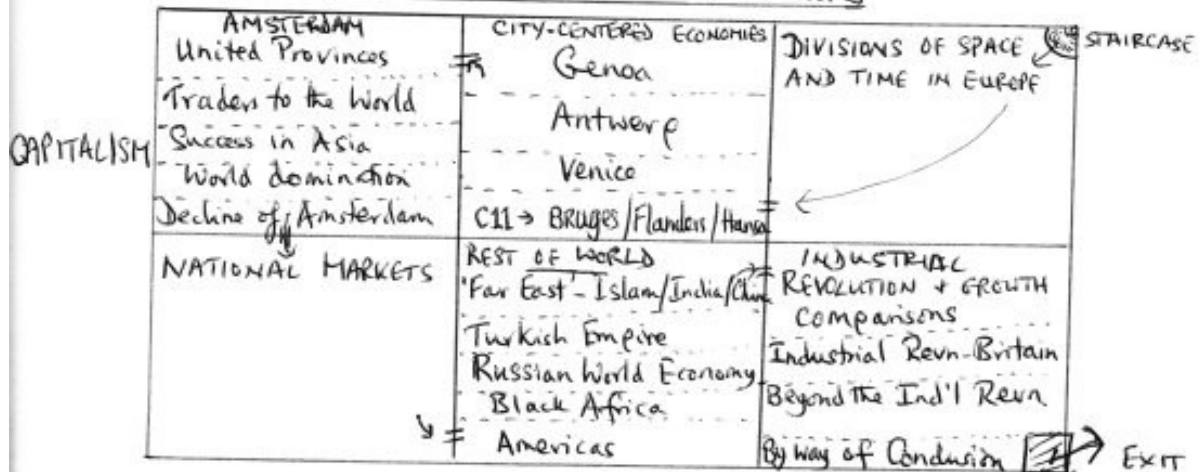 AMSTERDAM
United Provinces
Traders to the World
Success in Asia
World domination
Decline of Amsterdam
CITY-CENTERED ECONOMIES
Genoa
Antwerp
Venice
C11 → BRUGES/Flanders/Hansa
DIVISIONS OF SPACE
AND TIME IN EUROPE
STAIRCASE
CAPITALISM
NATIONAL MARKETS
REST OF WORLD
'Far East' - Islam/India/China
Turkish Empire
Russian World Economy
Black Africa
Americas
INDUSTRIAL
REVOLUTION + GROWTH
Comparisons
Industrial Revn - Britain
Beyond the Ind'l Revn
By way of Conclusion
EXIT